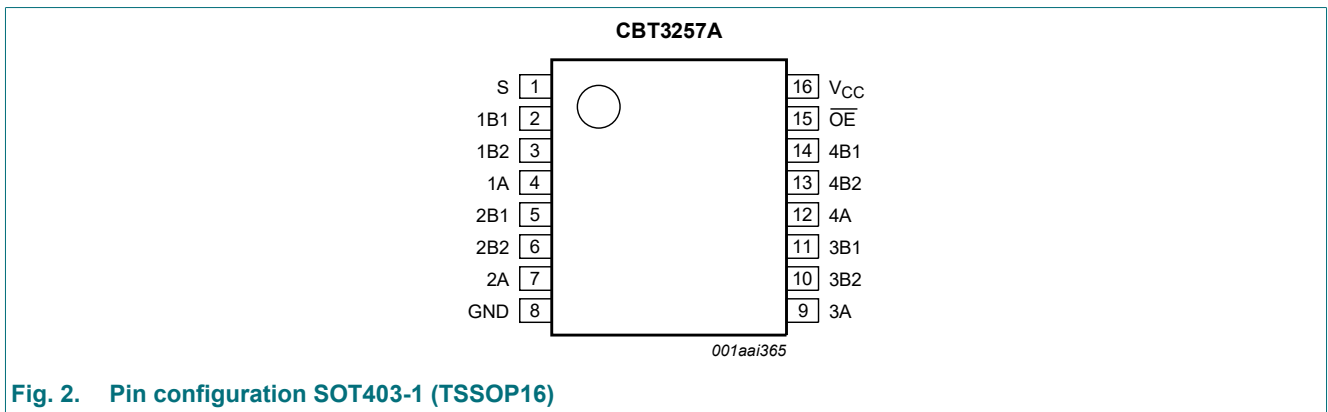 CBT3257A
S 1 16 VCC
1B1 2 15 OE
1B2 3 14 4B1
1A 4 13 4B2
2B1 5 12 4A
2B2 6 11 3B1
2A 7 10 3B2
GND 8 9 3A
001aai365
Fig. 2. Pin configuration SOT403-1 (TSSOP16)